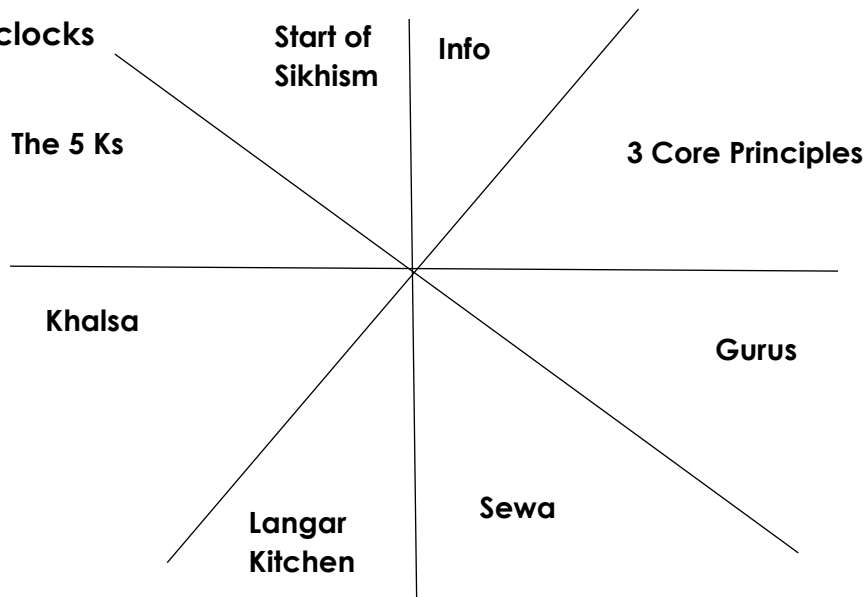 clocks
Start of
Sikhism
Info
The 5 Ks
3 Core Principles
Khalsa
Gurus
Sewa
Langar
Kitchen